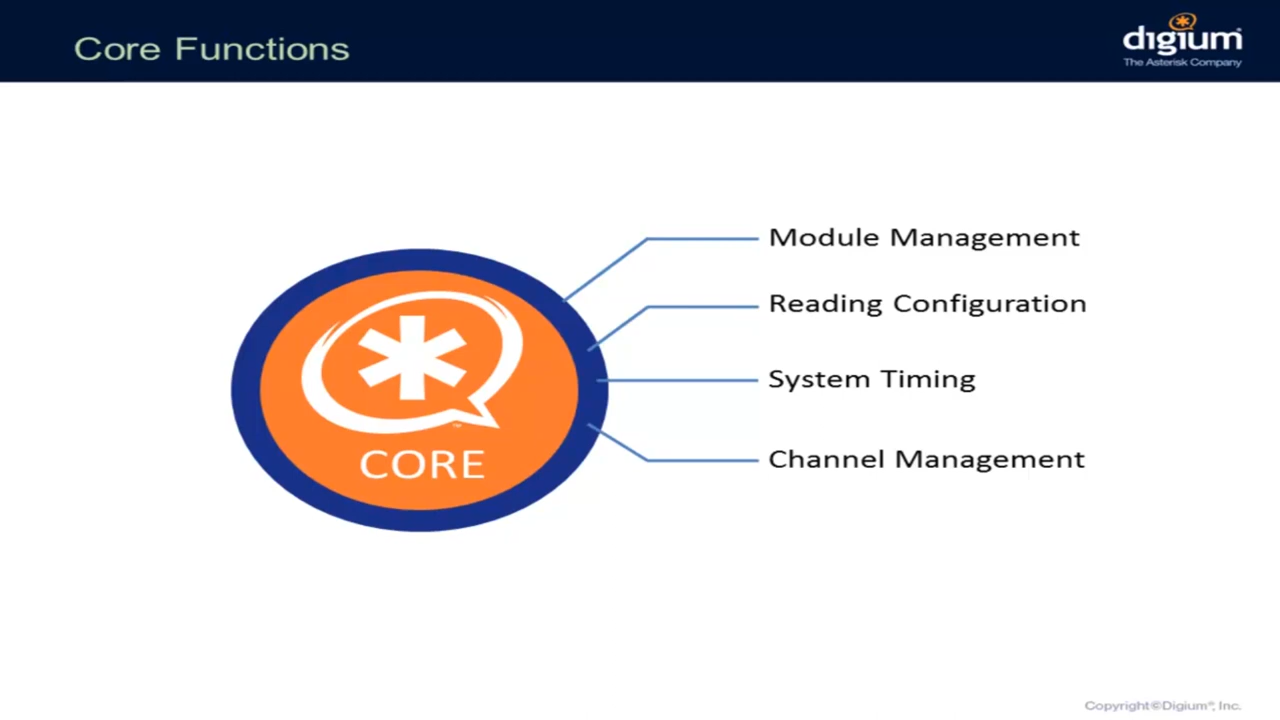 Core Functions
digium
The Asterisk Company
Module Management
Reading Configuration
System Timing
Channel Management
CORE
Copyright©Digium®, Inc.